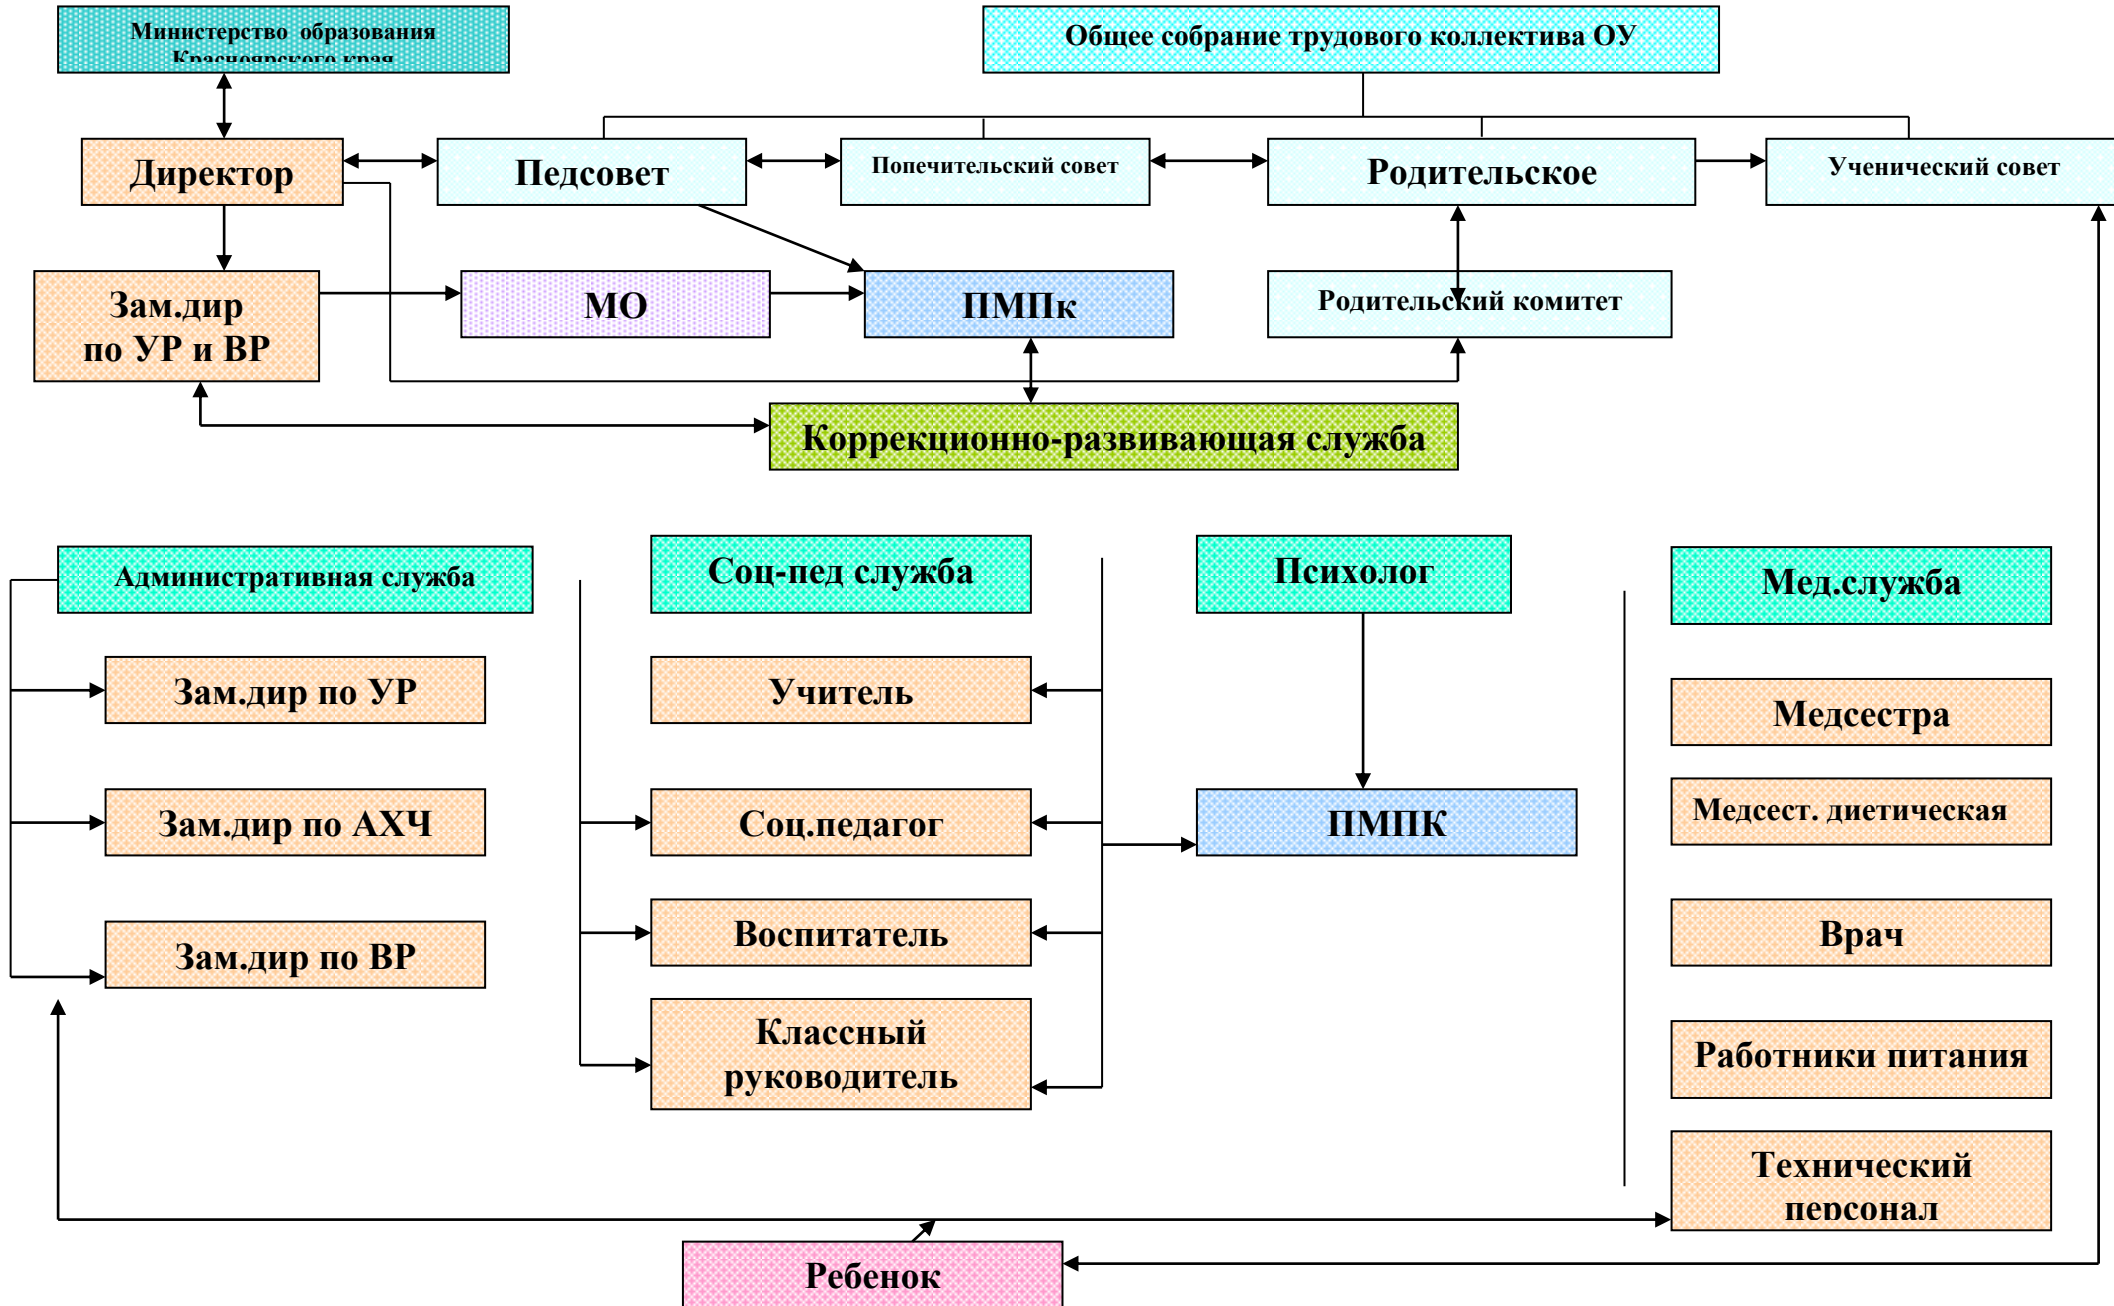 Министерство образования
Красноярского края
Общее собрание трудового коллектива ОУ
Директор
Педсовет
Попечительский совет
Родительское
Ученический совет
Зам.дир
по УР и ВР
МО
ПМПк
Родительский комитет
Коррекционно-развивающая служба
Административная служба
Соц-пед служба
Психолог
Мед.служба
Зам.дир по УР
Учитель
Медсестра
Зам.дир по АХЧ
Соц.педагог
ПМПК
Медсест. диетическая
Зам.дир по ВР
Воспитатель
Врач
Классный
руководитель
Работники питания
Технический
персонал
Ребенок